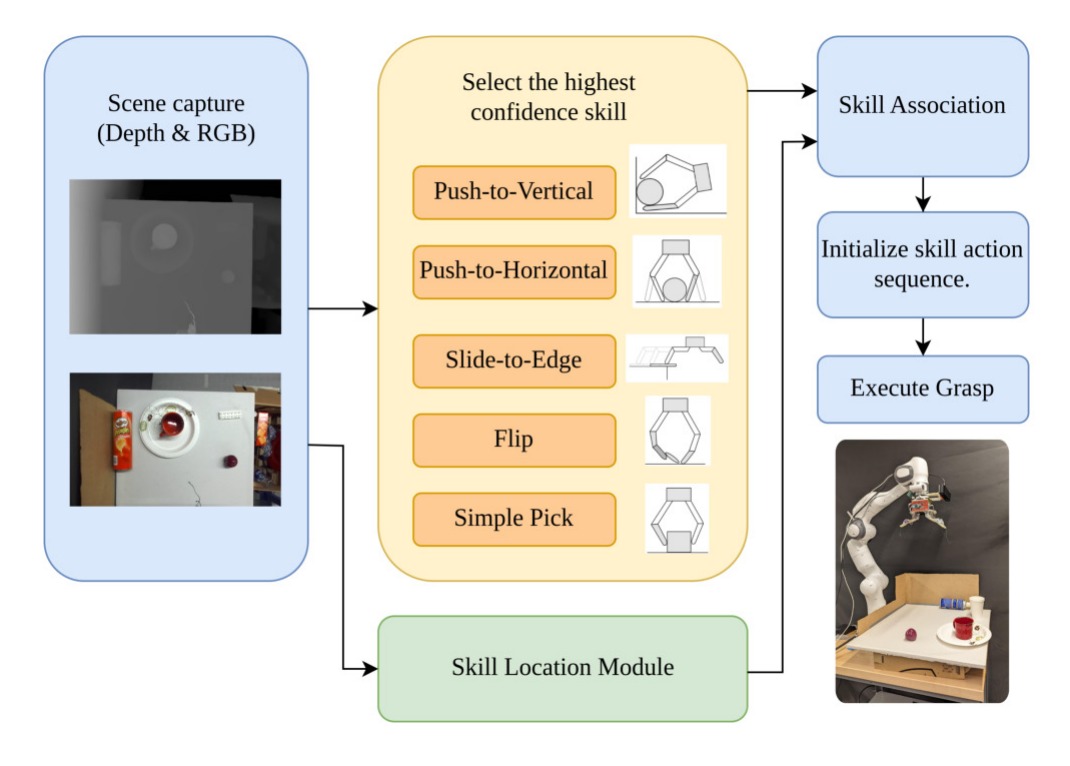 Scene capture
(Depth & RGB)
Select the highest
confidence skill
Push-to-Vertical
Push-to-Horizontal
Slide-to-Edge
Flip
Simple Pick
Skill Location Module
Skill Association
Initialize skill action
sequence.
Execute Grasp